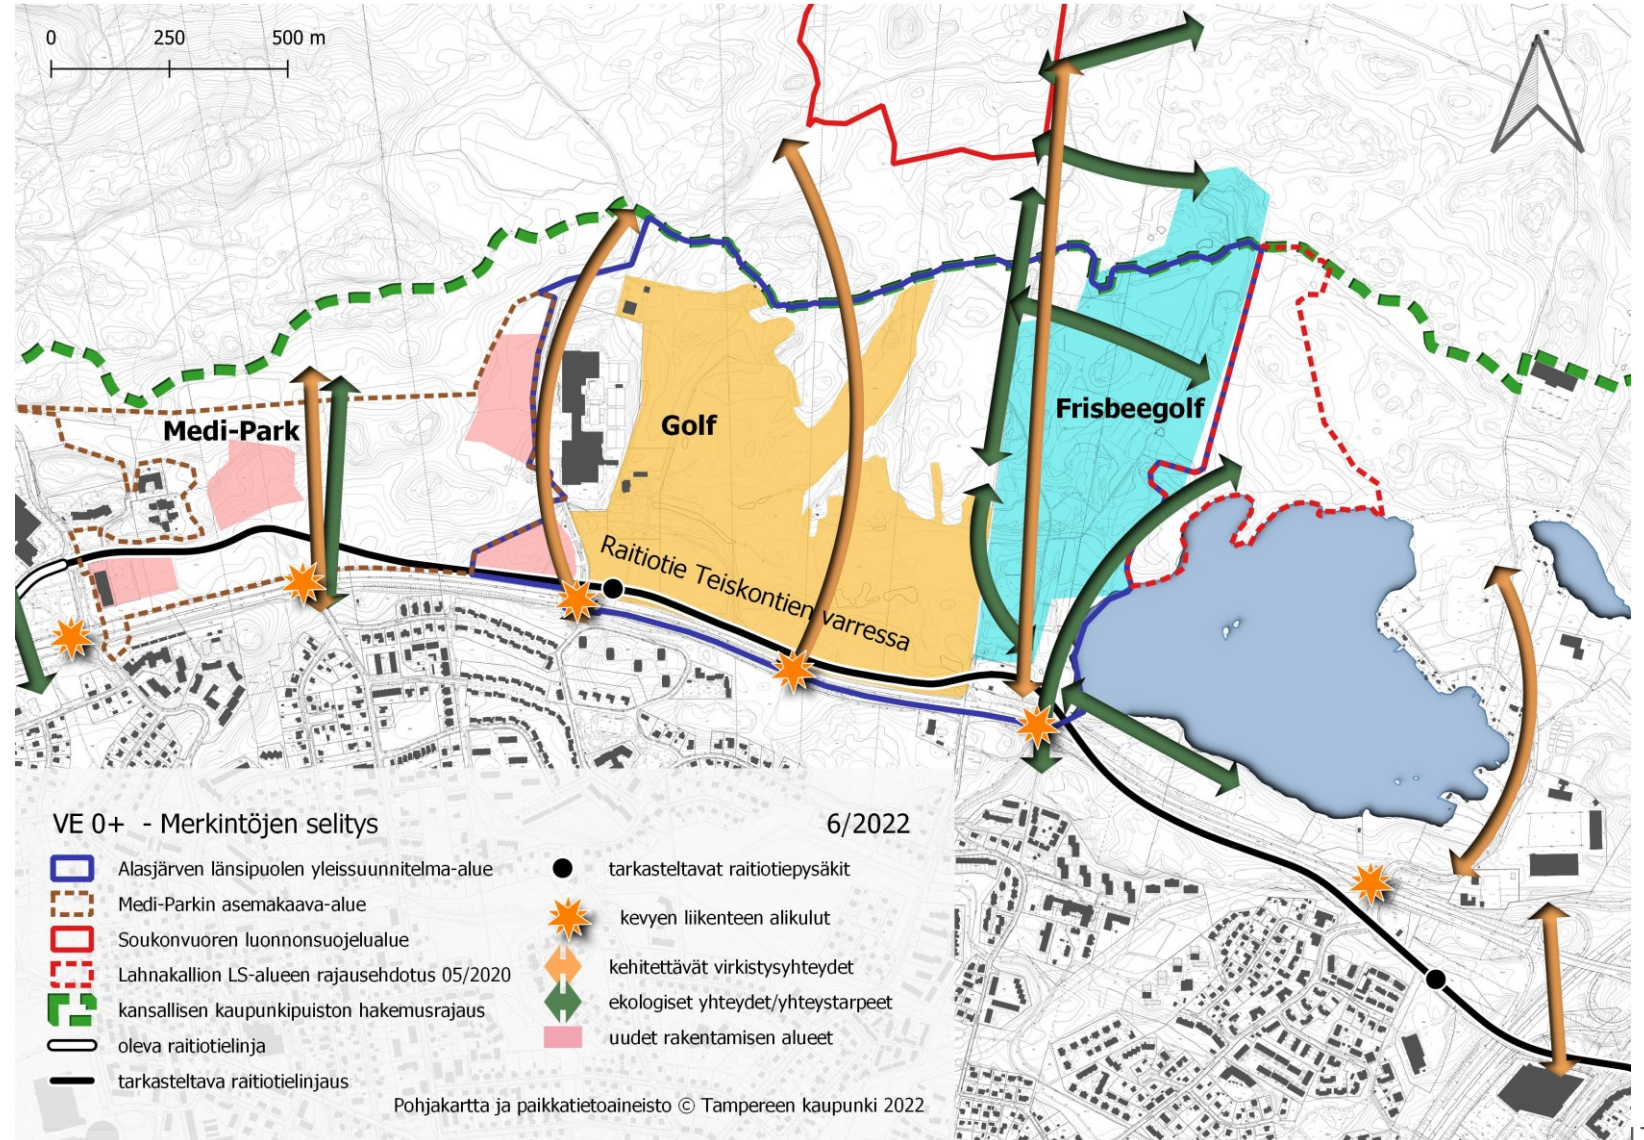 0 250 500 m
Medi-Park
Golf
Frisbeegolf
Raitiotie Teiskontien varressa
VE 0+ - Merkintöjen selitys 6/2022
Alasjärven länsipuolen yleissuunnitelma-alue
Medi-Parkin asemakaava-alue
Soukonvuoren luonnonsuojelualue
Lahnakallion LS-alueen rajausehdotus 05/2020
kansallisen kaupunkipuiston hakemusrajaus
oleva raitiotielinja
tarkasteltava raitiotielinjaus
tarkasteltavat raitiotiepysäkit
kevyen liikenteen alikulut
kehitettävät virkistysyhteydet
ekologiset yhteydet/yhteystarpeet
uudet rakentamisen alueet
Pohjakartta ja paikkatietoaineisto © Tampereen kaupunki 2022